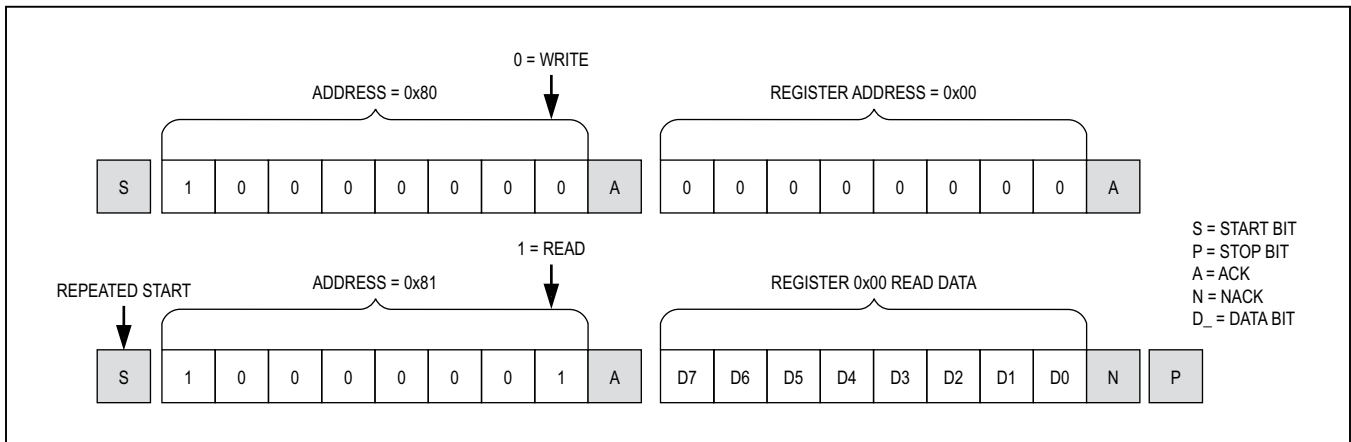 0 = WRITE
ADDRESS = 0x80
REGISTER ADDRESS = 0x00
S 1 0 0 0 0 0 0 0 A 0 0 0 0 0 0 0 0 A
1 = READ
REPEATED START
ADDRESS = 0x81
REGISTER 0x00 READ DATA
S 1 0 0 0 0 0 0 1 A D7 D6 D5 D4 D3 D2 D1 D0 N P
S = START BIT
P = STOP BIT
A = ACK
N = NACK
D_ = DATA BIT